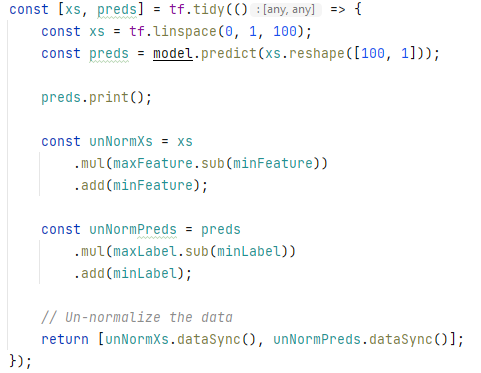 const [xs, preds] = tf.tidy(() : [any, any] => {
    const xs = tf.linspace(0, 1, 100);
    const preds = model.predict(xs.reshape([100, 1]));

    preds.print();

    const unNormXs = xs
        .mul(maxFeature.sub(minFeature))
        .add(minFeature);

    const unNormPreds = preds
        .mul(maxLabel.sub(minLabel))
        .add(minLabel);

    // Un-normalize the data
    return [unNormXs.dataSync(), unNormPreds.dataSync()];
});